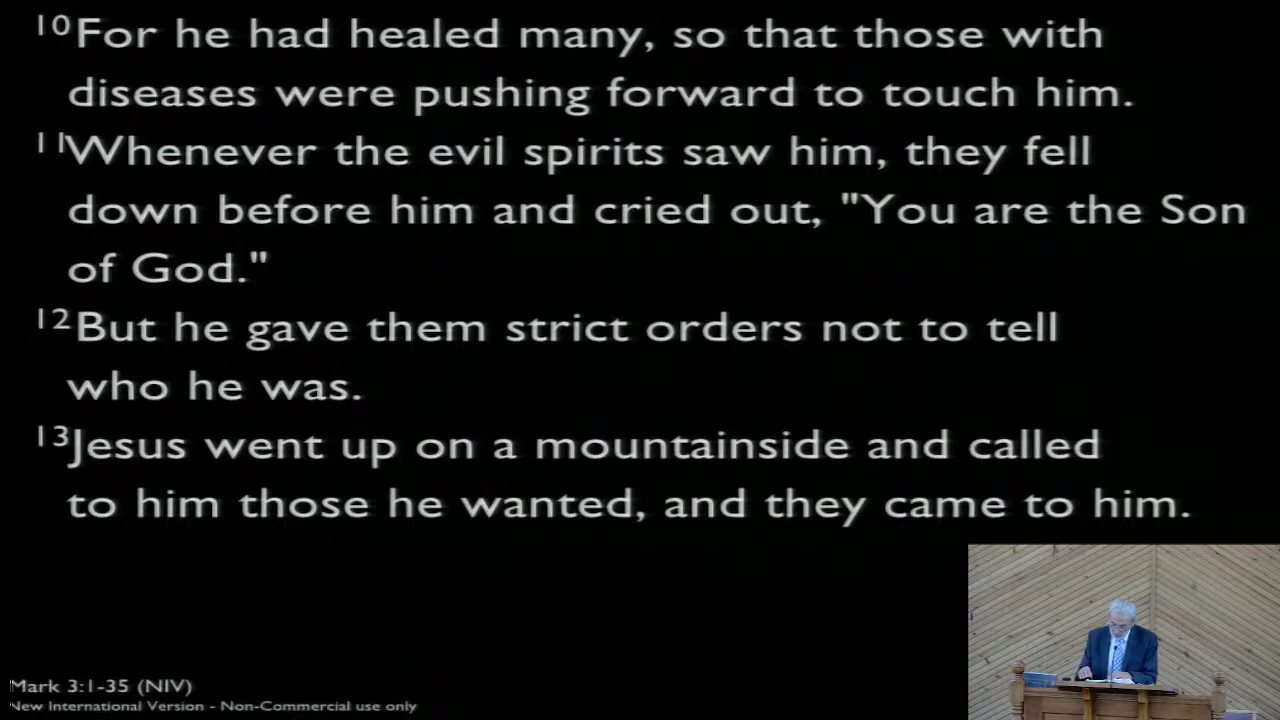 10For he had healed many, so that those with
diseases were pushing forward to touch him.
11Whenever the evil spirits saw him, they fell
down before him and cried out, "You are the Son
of God."
12But he gave them strict orders not to tell
who he was.
13Jesus went up on a mountainside and called
to him those he wanted, and they came to him.
Mark 3:1-35 (NIV)
New International Version - Non-Commercial use only